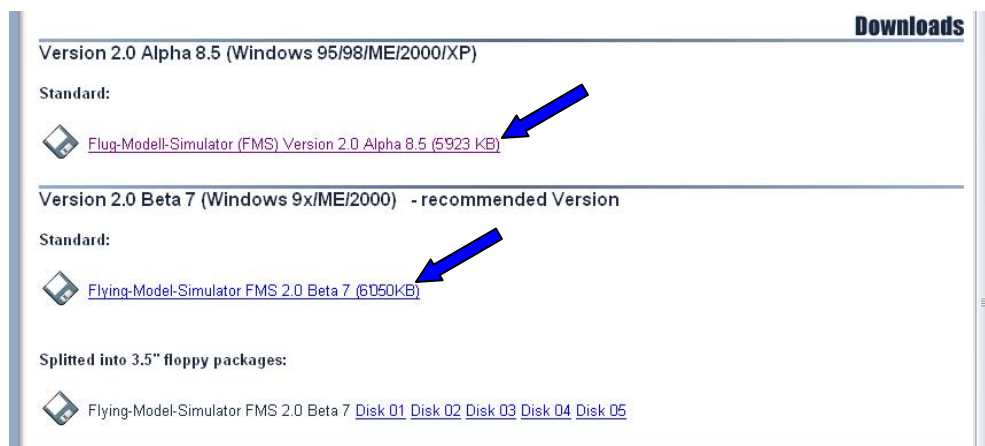 Downloads
Version 2.0 Alpha 8.5 (Windows 95/98/ME/2000/XP)
Standard:
Flug-Modell-Simulator (FMS) Version 2.0 Alpha 8.5 (5'923 KB)
Version 2.0 Beta 7 (Windows 9x/ME/2000) - recommended Version
Standard:
Flying-Model-Simulator FMS 2.0 Beta 7 (6'050KB)
Splitted into 3.5" floppy packages:
Flying-Model-Simulator FMS 2.0 Beta 7 Disk 01 Disk 02 Disk 03 Disk 04 Disk 05